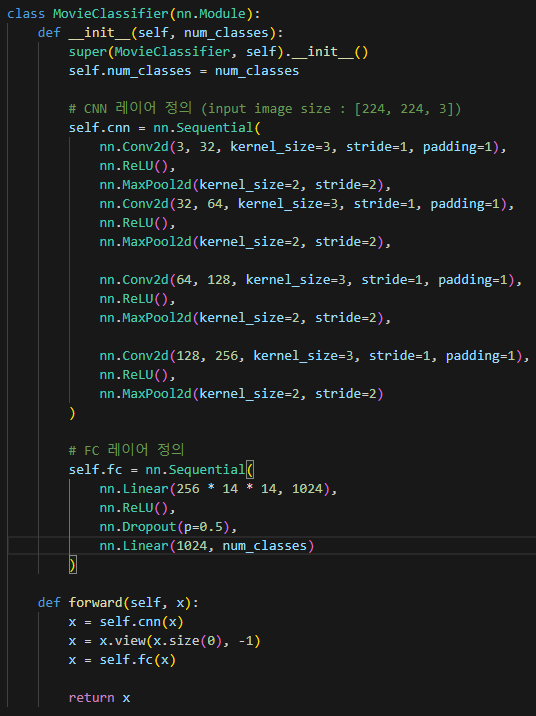 class MovieClassifier(nn.Module):
    def __init__(self, num_classes):
        super(MovieClassifier, self).__init__()
        self.num_classes = num_classes

        # CNN 레이어 정의 (input image size : [224, 224, 3])
        self.cnn = nn.Sequential(
            nn.Conv2d(3, 32, kernel_size=3, stride=1, padding=1),
            nn.ReLU(),
            nn.MaxPool2d(kernel_size=2, stride=2),
            nn.Conv2d(32, 64, kernel_size=3, stride=1, padding=1),
            nn.ReLU(),
            nn.MaxPool2d(kernel_size=2, stride=2),

            nn.Conv2d(64, 128, kernel_size=3, stride=1, padding=1),
            nn.ReLU(),
            nn.MaxPool2d(kernel_size=2, stride=2),

            nn.Conv2d(128, 256, kernel_size=3, stride=1, padding=1),
            nn.ReLU(),
            nn.MaxPool2d(kernel_size=2, stride=2)
        )

        # FC 레이어 정의
        self.fc = nn.Sequential(
            nn.Linear(256 * 14 * 14, 1024),
            nn.ReLU(),
            nn.Dropout(p=0.5),
            nn.Linear(1024, num_classes)
        )

    def forward(self, x):
        x = self.cnn(x)
        x = x.view(x.size(0), -1)
        x = self.fc(x)

        return x